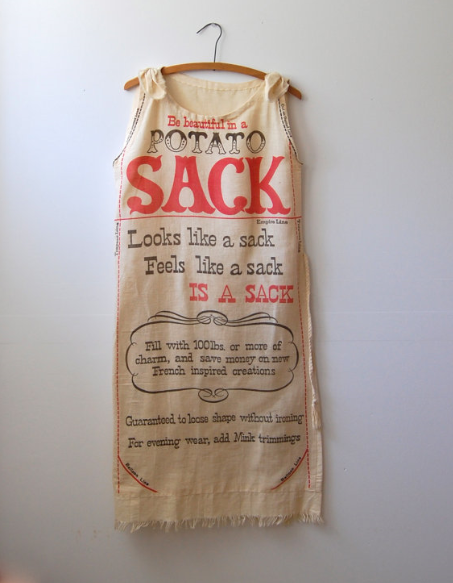 Be beautiful in a
POTATO
SACK
Empire Line
Looks like a sack
Feels like a sack
IS A SACK
Fill with 100lbs. or more of
charm, and save money on new
French inspired creations
Guaranteed to loose shape without ironing
For evening wear, add Mink trimmings